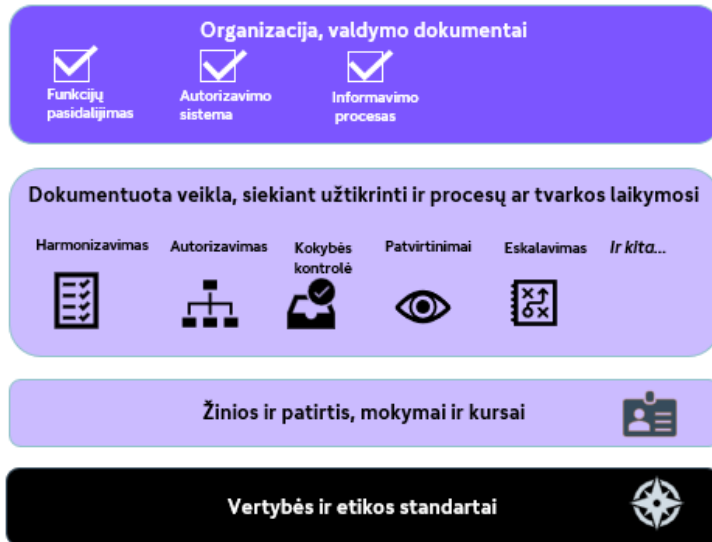 Organizacija, valdymo dokumentai
Funkcijų
pasidalijimas
Autorizavimo
sistema
Informavimo
procesas
Dokumentuota veikla, siekiant užtikrinti ir procesų ar tvarkos laikymosi
Harmonizavimas
Autorizavimas
Kokybės
kontrolė
Patvirtinimai
Eskalavimas
Ir kita...
Žinios ir patirtis, mokymai ir kursai
Vertybės ir etikos standartai